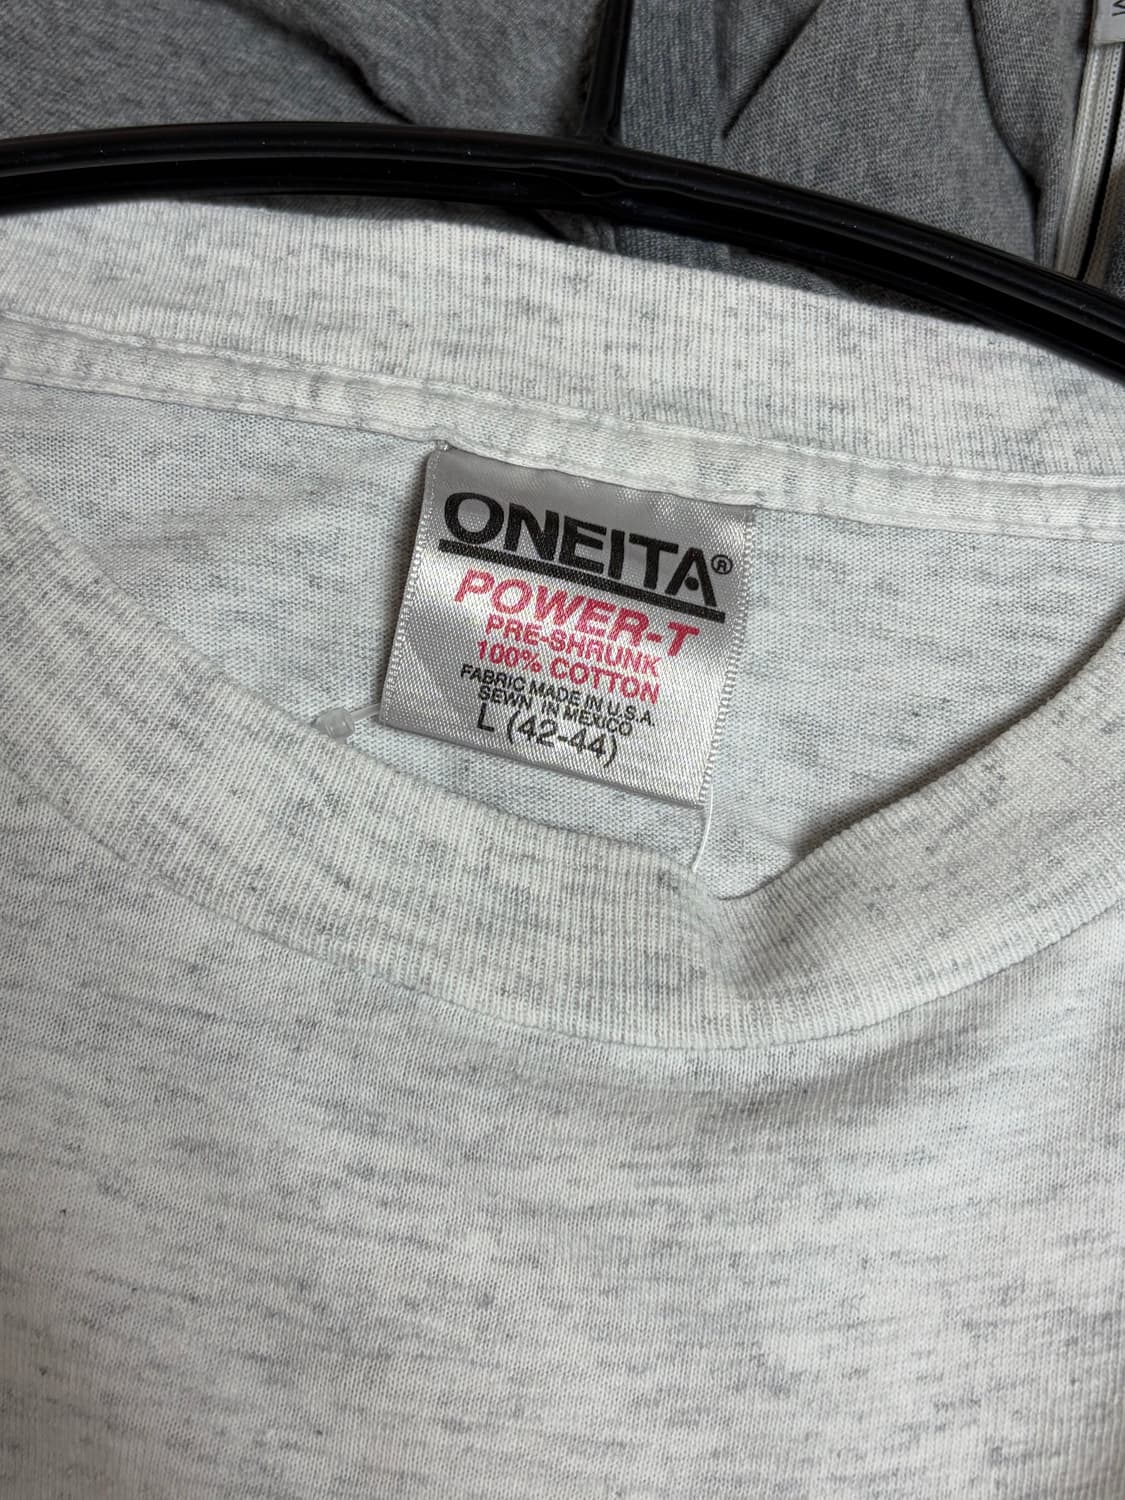 ONEITA®
POWER-T
PRE-SHRUNK
100% COTTON
FABRIC MADE IN U.S.A.
SEWN IN MEXICO
L (42-44)